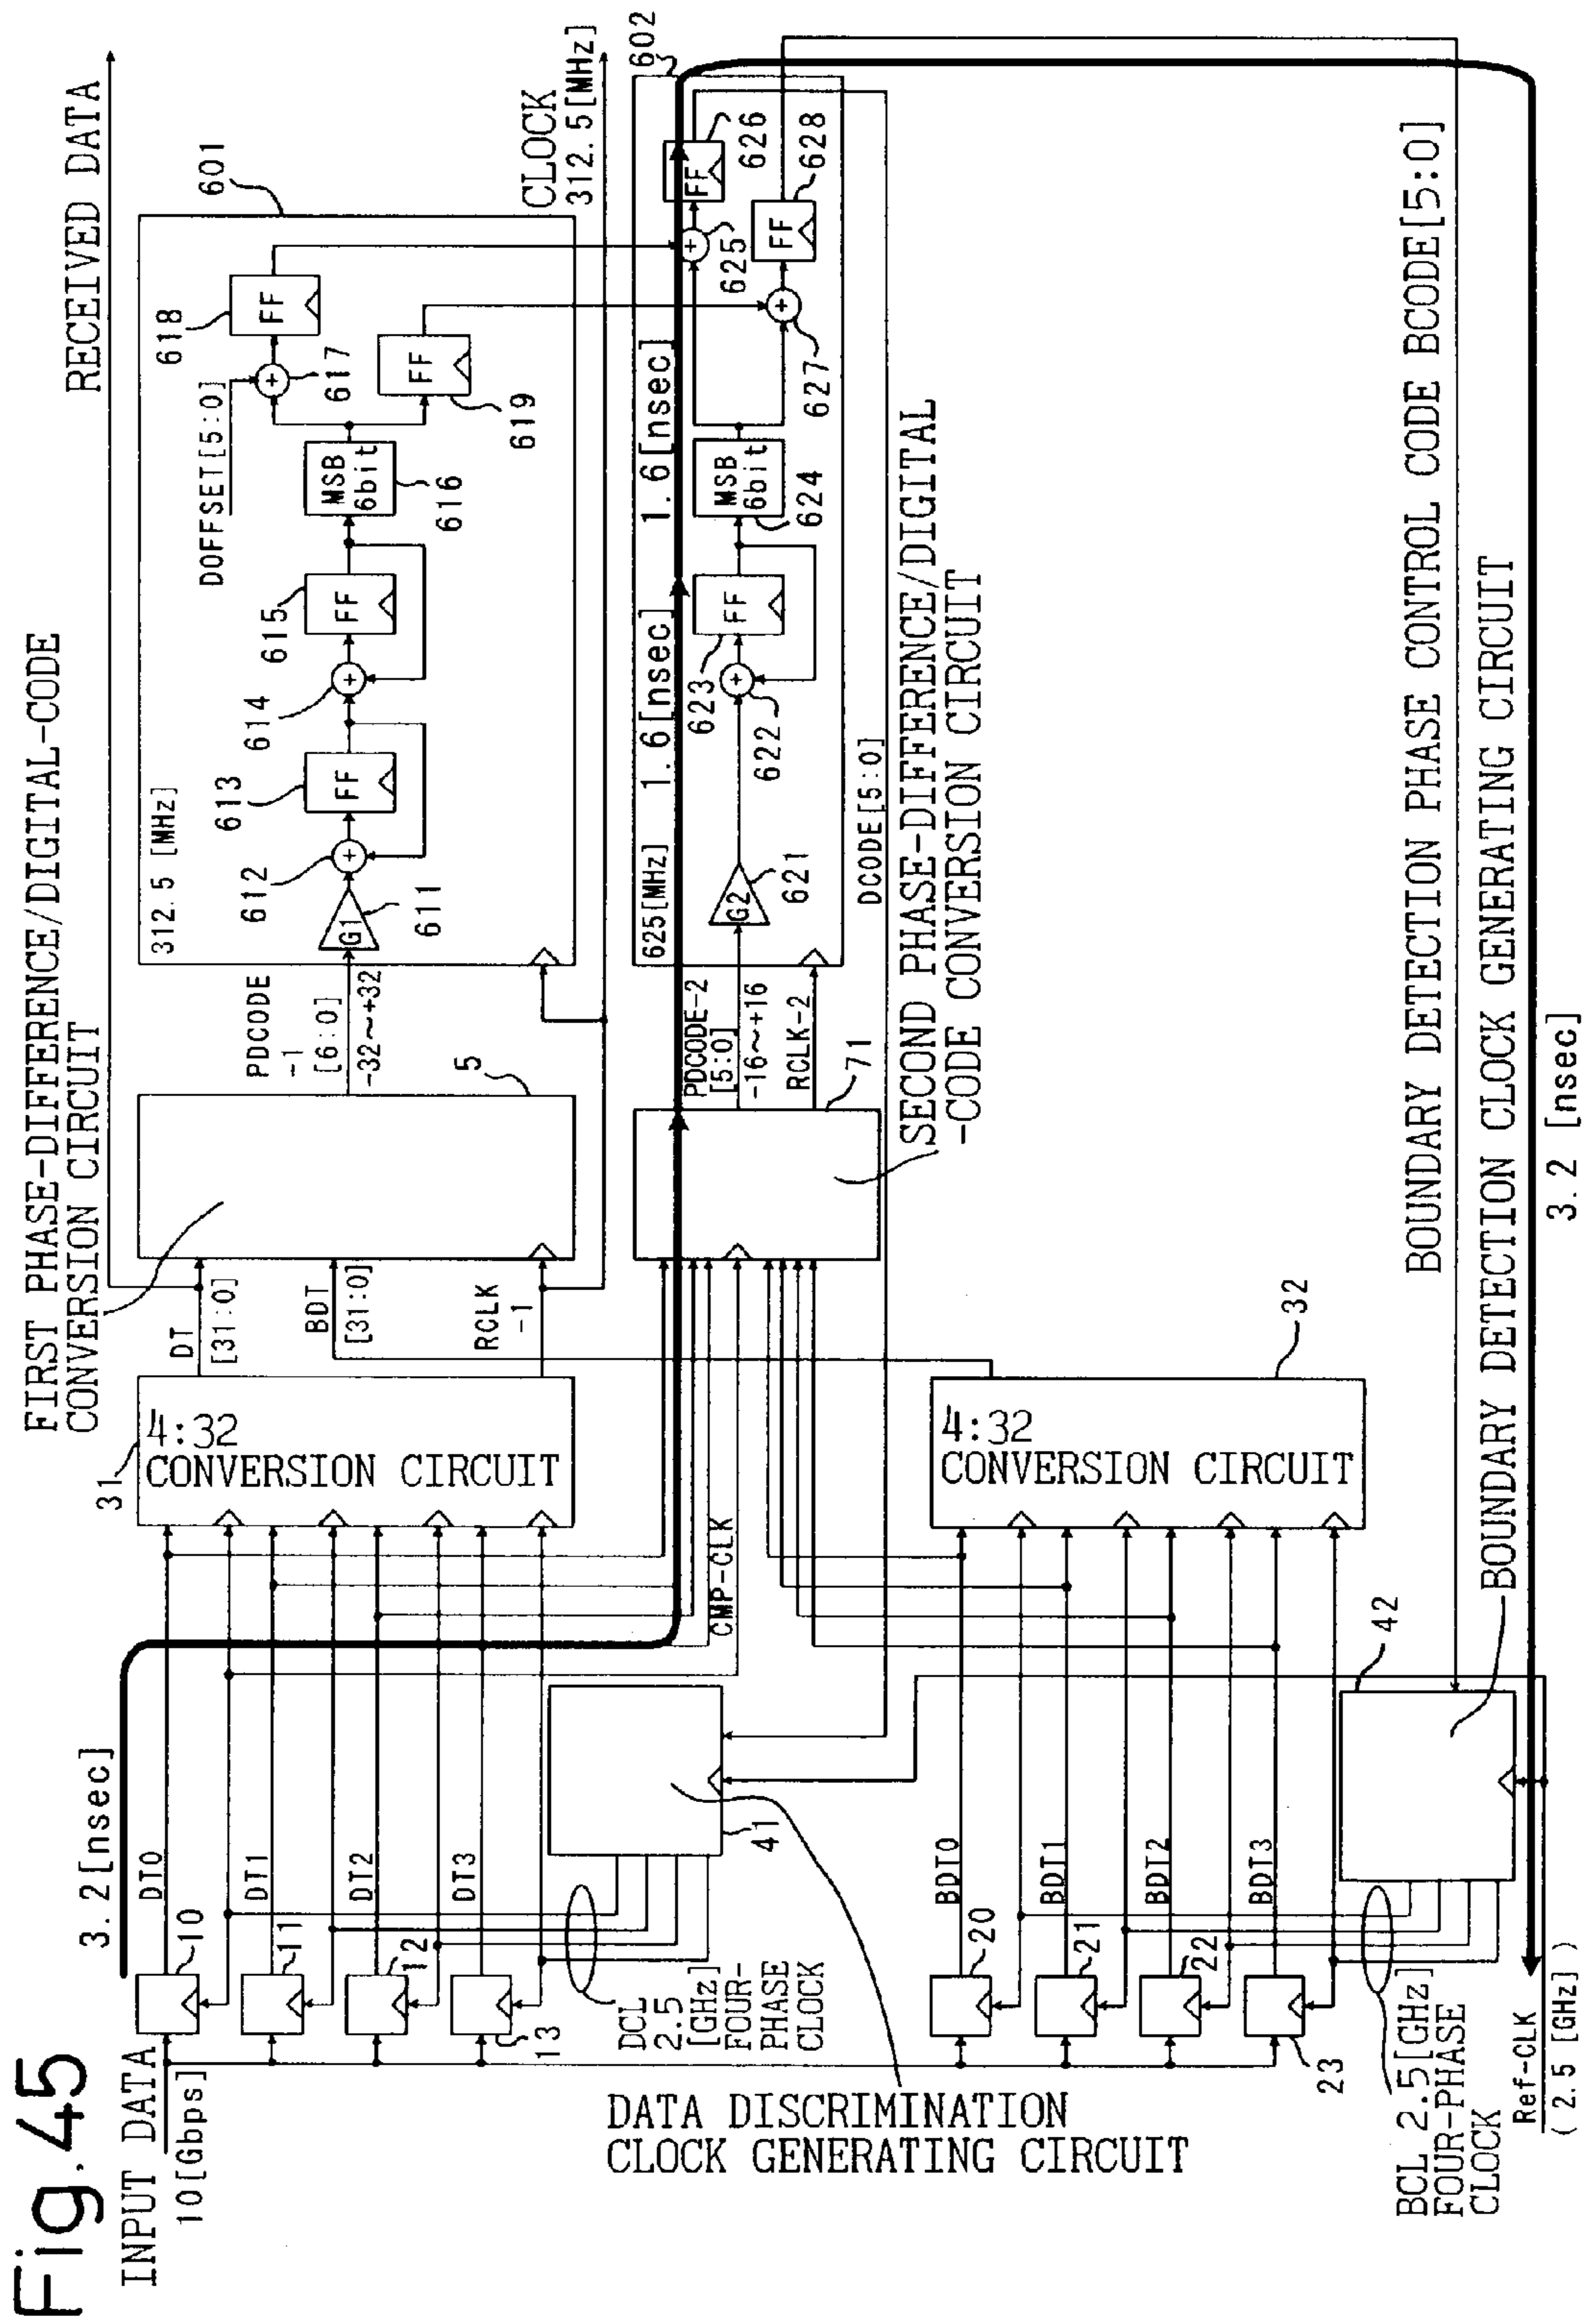 Fig.45
INPUT DATA
10[Gbps]
3.2[nsec]
DT0
10
DT1
11
DT2
12
DT3
13
DCL
2.5
[GHz]
FOUR-
PHASE
CLOCK
41
DATA DISCRIMINATION
CLOCK GENERATING CIRCUIT
BDT0
20
BDT1
21
BDT2
22
BDT3
23
BCL 2.5[GHz]
FOUR-PHASE
CLOCK
Ref-CLK
(2.5 [GHz])
42
BOUNDARY DETECTION CLOCK GENERATING CIRCUIT
31
4:32
CONVERSION CIRCUIT
32
4:32
CONVERSION CIRCUIT
CMP-CLK
FIRST PHASE-DIFFERENCE/DIGITAL-CODE
CONVERSION CIRCUIT
DT
[31:0]
BDT
[31:0]
RCLK
-1
5
PDCODE
-1
[6:0]
-32~+32
71
PDCODE-2
[5:0]
-16~+16
RCLK-2
SECOND PHASE-DIFFERENCE/DIGITAL
-CODE CONVERSION CIRCUIT
RECEIVED DATA
601
312.5 [MHz]
G1
611
612
FF
613
614
FF
615
MSB
6bit
616
DOFFSET[5:0]
617
FF
618
FF
619
CLOCK
312.5[MHz]
602
625[MHz]
1.6[nsec]
1.6[nsec]
G2
621
622
FF
623
MSB
6bit
624
625
FF
626
627
FF
628
DCODE[5:0]
BOUNDARY DETECTION PHASE CONTROL CODE BCODE[5:0]
3.2 [nsec]